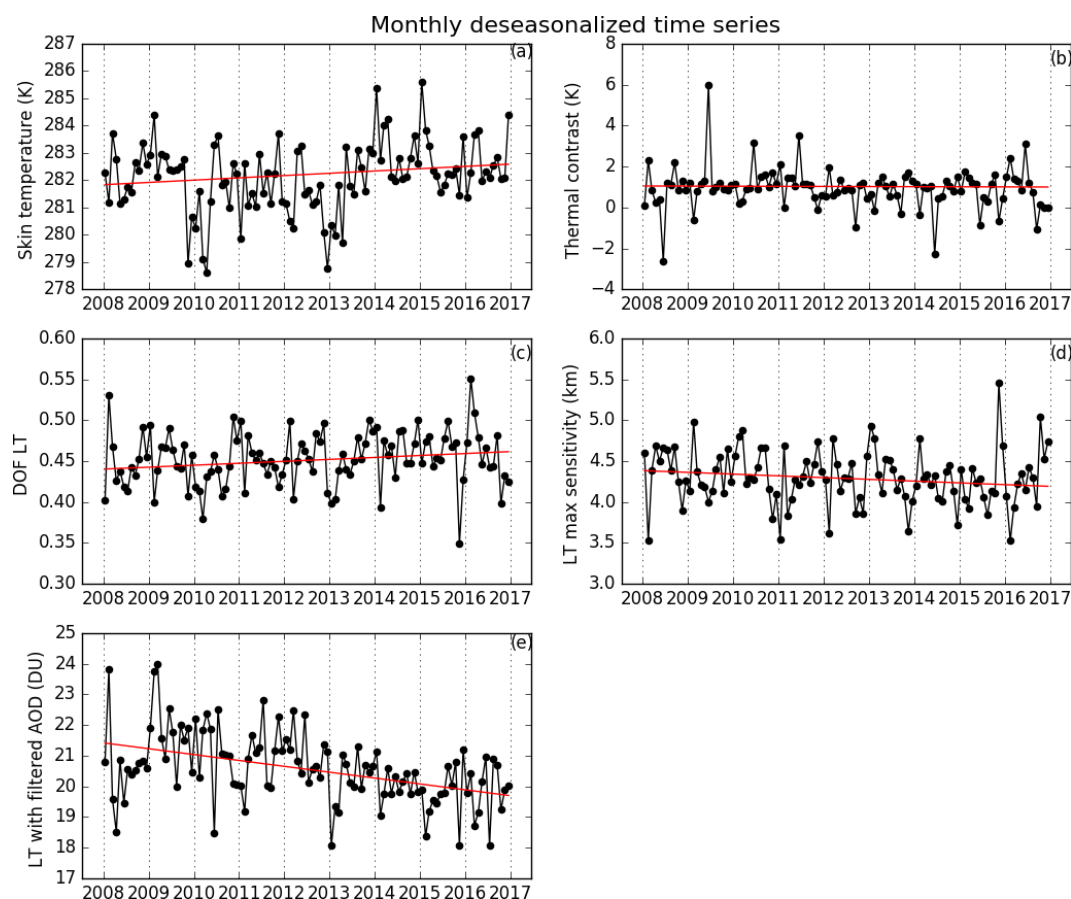 Monthly deseasonalized time series
(a)
287
286
285
284
283
282
281
280
279
278
Skin temperature (K)
2008 2009 2010 2011 2012 2013 2014 2015 2016 2017
(b)
8
6
4
2
0
−2
−4
Thermal contrast (K)
2008 2009 2010 2011 2012 2013 2014 2015 2016 2017
(c)
0.60
0.55
0.50
0.45
0.40
0.35
0.30
DOF LT
2008 2009 2010 2011 2012 2013 2014 2015 2016 2017
(d)
6.0
5.5
5.0
4.5
4.0
3.5
3.0
LT max sensitivity (km)
2008 2009 2010 2011 2012 2013 2014 2015 2016 2017
(e)
25
24
23
22
21
20
19
18
17
LT with filtered AOD (DU)
2008 2009 2010 2011 2012 2013 2014 2015 2016 2017